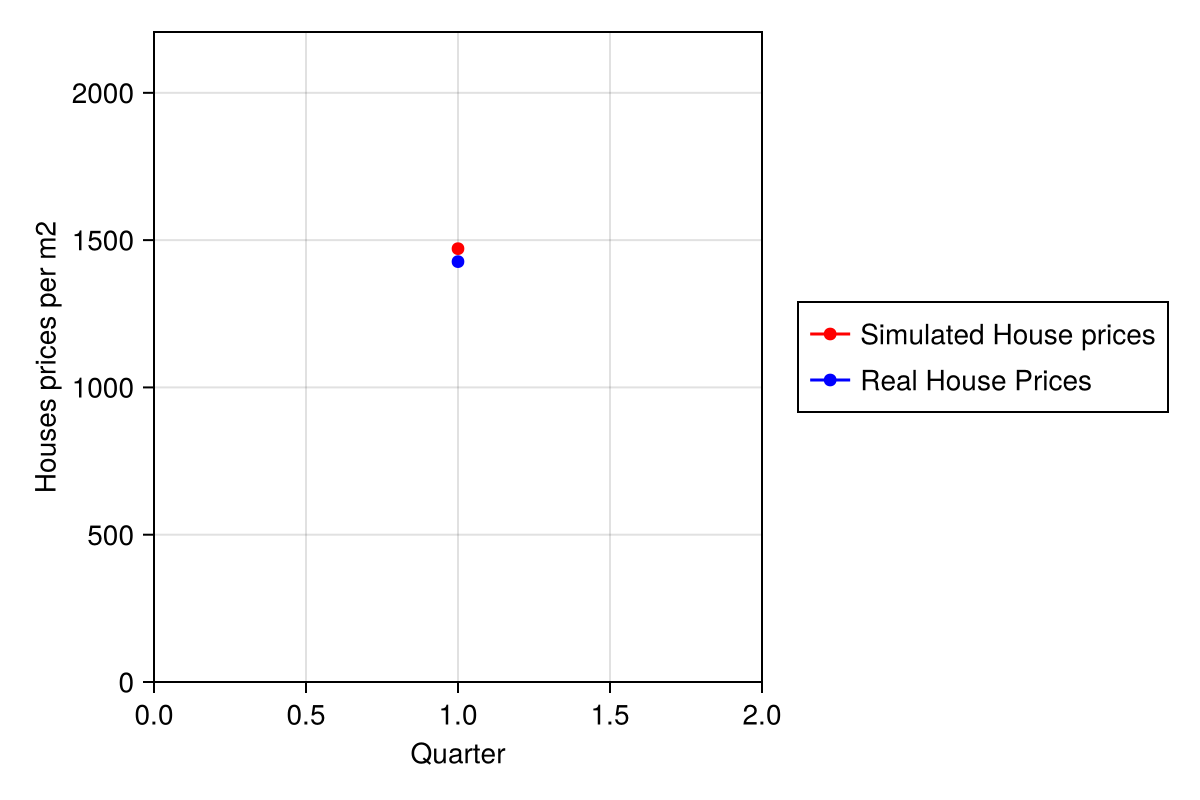 2000
1500
1000
500
0
Houses prices per m2
0.0 0.5 1.0 1.5 2.0
Quarter
Simulated House prices
Real House Prices